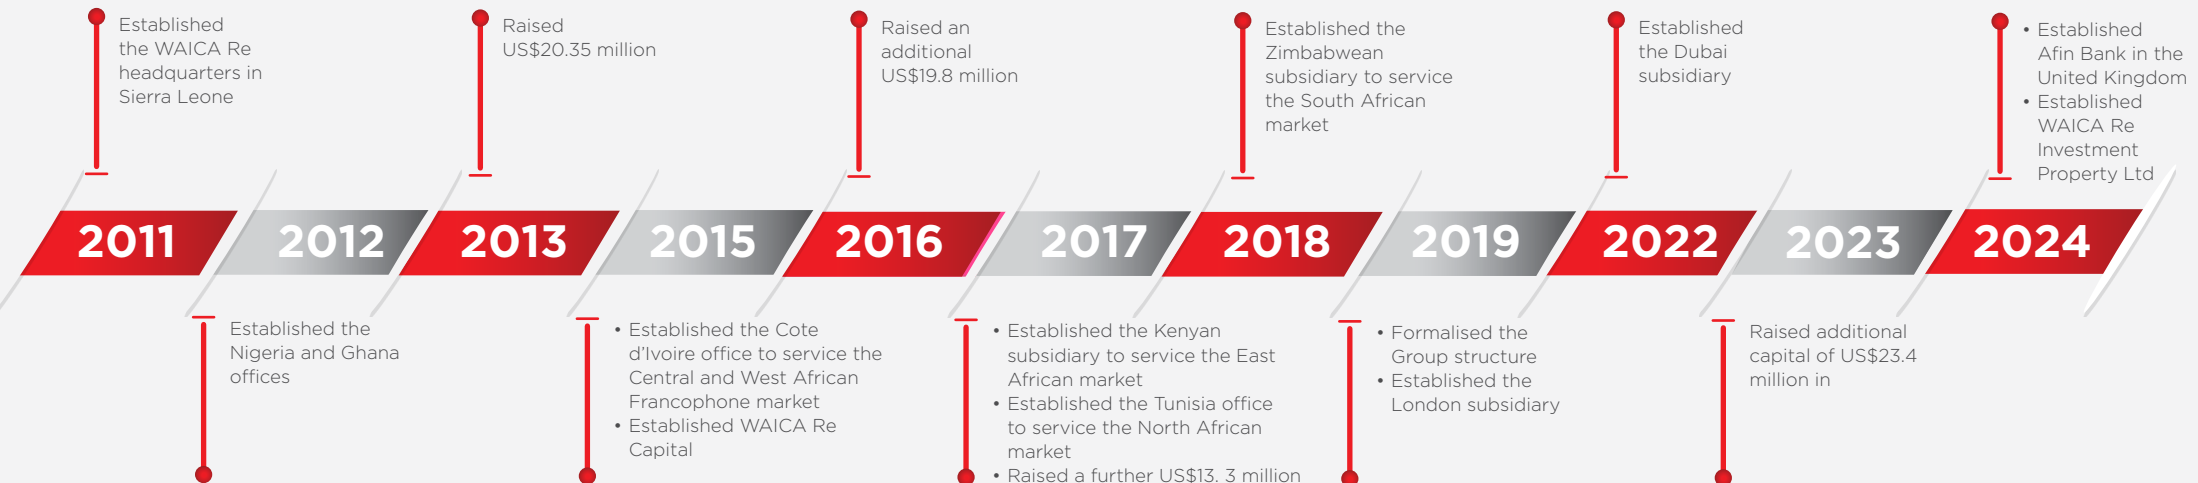 Established
the WAICA Re
headquarters in
Sierra Leone
Raised
US$20.35 million
Raised an
additional
US$19.8 million
Established the
Zimbabwean
subsidiary to service
the South African
market
Established
the Dubai
subsidiary
• Established
Afin Bank in the
United Kingdom
• Established
WAICA Re
Investment
Property Ltd
2011
2012
2013
2015
2016
2017
2018
2019
2022
2023
2024
Established the
Nigeria and Ghana
offices
• Established the Cote
d'Ivoire office to service the
Central and West African
Francophone market
• Established WAICA Re
Capital
• Established the Kenyan
subsidiary to service the East
African market
• Established the Tunisia office
to service the North African
market
• Raised a further US$13. 3 million
• Formalised the
Group structure
• Established the
London subsidiary
Raised additional
capital of US$23.4
million in